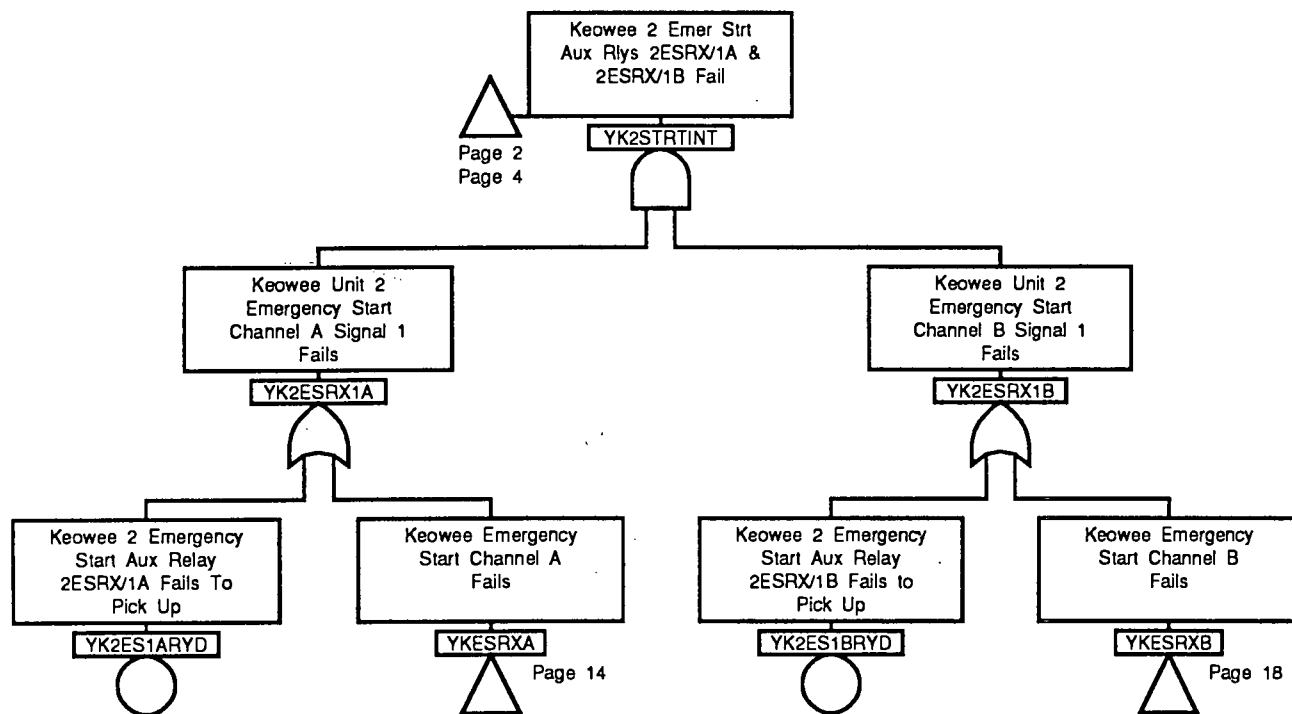 Keowee 2 Emer Strt
Aux Rlys 2ESRX/1A &
2ESRX/1B Fail
YK2STRTINT
Page 2
Page 4
Keowee Unit 2
Emergency Start
Channel A Signal 1
Fails
YK2ESRX1A
Keowee Unit 2
Emergency Start
Channel B Signal 1
Fails
YK2ESRX1B
Keowee 2 Emergency
Start Aux Relay
2ESRX/1A Fails To
Pick Up
YK2ES1ARYD
Keowee Emergency
Start Channel A
Fails
YKESRXA
Page 14
Keowee 2 Emergency
Start Aux Relay
2ESRX/1B Fails to
Pick Up
YK2ES1BRYD
Keowee Emergency
Start Channel B
Fails
YKESRXB
Page 18